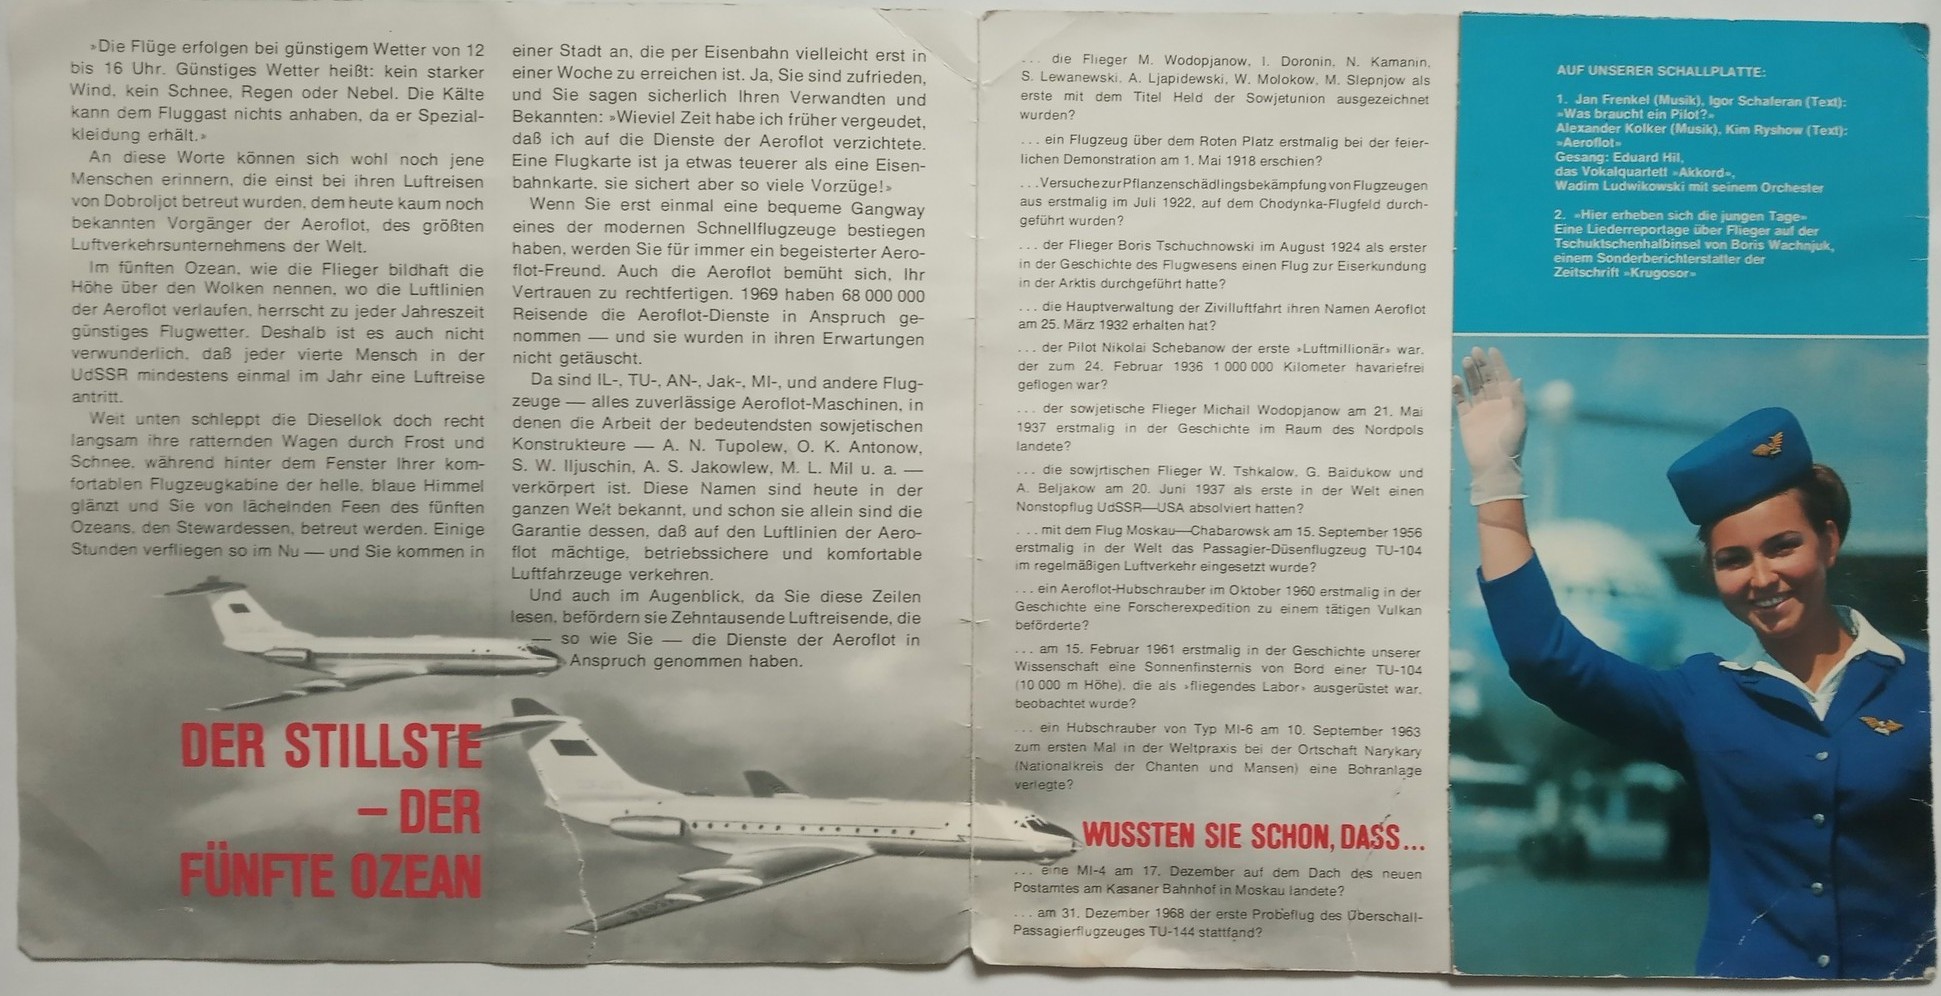 »Die Flüge erfolgen bei günstigem Wetter von 12
bis 16 Uhr. Günstiges Wetter heißt: kein starker
Wind, kein Schnee, Regen oder Nebel. Die Kälte
kann dem Fluggast nichts anhaben, da er Spezial-
kleidung erhält.»
An diese Worte können sich wohl noch jene
Menschen erinnern, die einst bei ihren Luftreisen
von Dobroljot betreut wurden, dem heute kaum noch
bekannten Vorgänger der Aeroflot, des größten
Luftverkehrsunternehmens der Welt.
Im fünften Ozean, wie die Flieger bildhaft die
Höhe über den Wolken nennen, wo die Luftlinien
der Aeroflot verlaufen, herrscht zu jeder Jahreszeit
günstiges Flugwetter. Deshalb ist es auch nicht
verwunderlich, daß jeder vierte Mensch in der
UdSSR mindestens einmal im Jahr eine Luftreise
antritt.
Weit unten schleppt die Diesellok doch recht
langsam ihre ratternden Wagen durch Frost und
Schnee, während hinter dem Fenster Ihrer kom-
fortablen Flugzeugkabine der helle, blaue Himmel
glänzt und Sie von lächelnden Feen des fünften
Ozeans, den Stewardessen, betreut werden. Einige
Stunden verfliegen so im Nu — und Sie kommen in
einer Stadt an, die per Eisenbahn vielleicht erst in
einer Woche zu erreichen ist. Ja, Sie sind zufrieden,
und Sie sagen sicherlich Ihren Verwandten und
Bekannten: »Wieviel Zeit habe ich früher vergeudet,
daß ich auf die Dienste der Aeroflot verzichtete.
Eine Flugkarte ist ja etwas teuerer als eine Eisen-
bahnkarte, sie sichert aber so viele Vorzüge!»
Wenn Sie erst einmal eine bequeme Gangway
eines der modernen Schnellflugzeuge bestiegen
haben, werden Sie für immer ein begeisterter Aero-
flot-Freund. Auch die Aeroflot bemüht sich, Ihr
Vertrauen zu rechtfertigen. 1969 haben 68 000 000
Reisende die Aeroflot-Dienste in Anspruch ge-
nommen — und sie wurden in ihren Erwartungen
nicht getäuscht.
Da sind IL-, TU-, AN-, Jak-, MI-, und andere Flug-
zeuge — alles zuverlässige Aeroflot-Maschinen, in
denen die Arbeit der bedeutendsten sowjetischen
Konstrukteure — A. N. Tupolew, O. K. Antonow,
S. W. Iljuschin, A. S. Jakowlew, M. L. Mil u. a. —
verkörpert ist. Diese Namen sind heute in der
ganzen Welt bekannt, und schon sie allein sind die
Garantie dessen, daß auf den Luftlinien der Aero-
flot mächtige, betriebssichere und komfortable
Luftfahrzeuge verkehren.
Und auch im Augenblick, da Sie diese Zeilen
lesen, befördern sie Zehntausende Luftreisende, die
— so wie Sie — die Dienste der Aeroflot in
Anspruch genommen haben.
DER STILLSTE
– DER
FÜNFTE OZEAN
... die Flieger M. Wodopjanow, I. Doronin, N. Kamanin,
S. Lewanewski, A. Ljapidewski, W. Molokow, M. Slepnjow als
erste mit dem Titel Held der Sowjetunion ausgezeichnet
wurden?
... ein Flugzeug über dem Roten Platz erstmalig bei der feier-
lichen Demonstration am 1. Mai 1918 erschien?
... Versuche zur Pflanzenschädlingsbekämpfung von Flugzeugen
aus erstmalig im Juli 1922, auf dem Chodynka-Flugfeld durch-
geführt wurden?
... der Flieger Boris Tschuchnowski im August 1924 als erster
in der Geschichte des Flugwesens einen Flug zur Eiserkundung
in der Arktis durchgeführt hatte?
... die Hauptverwaltung der Zivilluftfahrt ihren Namen Aeroflot
am 25. März 1932 erhalten hat?
... der Pilot Nikolai Schebanow der erste »Luftmillionär» war,
der zum 24. Februar 1936 1 000 000 Kilometer havariefrei
geflogen war?
... der sowjetische Flieger Michail Wodopjanow am 21. Mai
1937 erstmalig in der Geschichte im Raum des Nordpols
landete?
... die sowjrtischen Flieger W. Tshkalow, G. Baidukow und
A. Beljakow am 20. Juni 1937 als erste in der Welt einen
Nonstopflug UdSSR—USA absolviert hatten?
... mit dem Flug Moskau—Chabarowsk am 15. September 1956
erstmalig in der Welt das Passagier-Düsenflugzeug TU-104
im regelmäßigen Luftverkehr eingesetzt wurde?
... ein Aeroflot-Hubschrauber im Oktober 1960 erstmalig in der
Geschichte eine Forscherexpedition zu einem tätigen Vulkan
beförderte?
... am 15. Februar 1961 erstmalig in der Geschichte unserer
Wissenschaft eine Sonnenfinsternis von Bord einer TU-104
(10 000 m Höhe), die als »fliegendes Labor» ausgerüstet war,
beobachtet wurde?
... ein Hubschrauber von Typ MI-6 am 10. September 1963
zum ersten Mal in der Weltpraxis bei der Ortschaft Narykary
(Nationalkreis der Chanten und Mansen) eine Bohranlage
verlegte?
WUSSTEN SIE SCHON, DASS...
... eine MI-4 am 17. Dezember auf dem Dach des neuen
Postamtes am Kasaner Bahnhof in Moskau landete?
... am 31. Dezember 1968 der erste Probeflug des Überschall-
Passagierflugzeuges TU-144 stattfand?
AUF UNSERER SCHALLPLATTE:
1. Jan Frenkel (Musik), Igor Schaferan (Text):
»Was braucht ein Pilot?»
Alexander Kolker (Musik), Kim Ryshow (Text):
»Aeroflot»
Gesang: Eduard Hil,
das Vokalquartett »Akkord»,
Wadim Ludwikowski mit seinem Orchester
2. »Hier erheben sich die jungen Tage»
Eine Liederreportage über Flieger auf der
Tschuktschenhalbinsel von Boris Wachnjuk,
einem Sonderberichterstatter der
Zeitschrift »Krugosor»